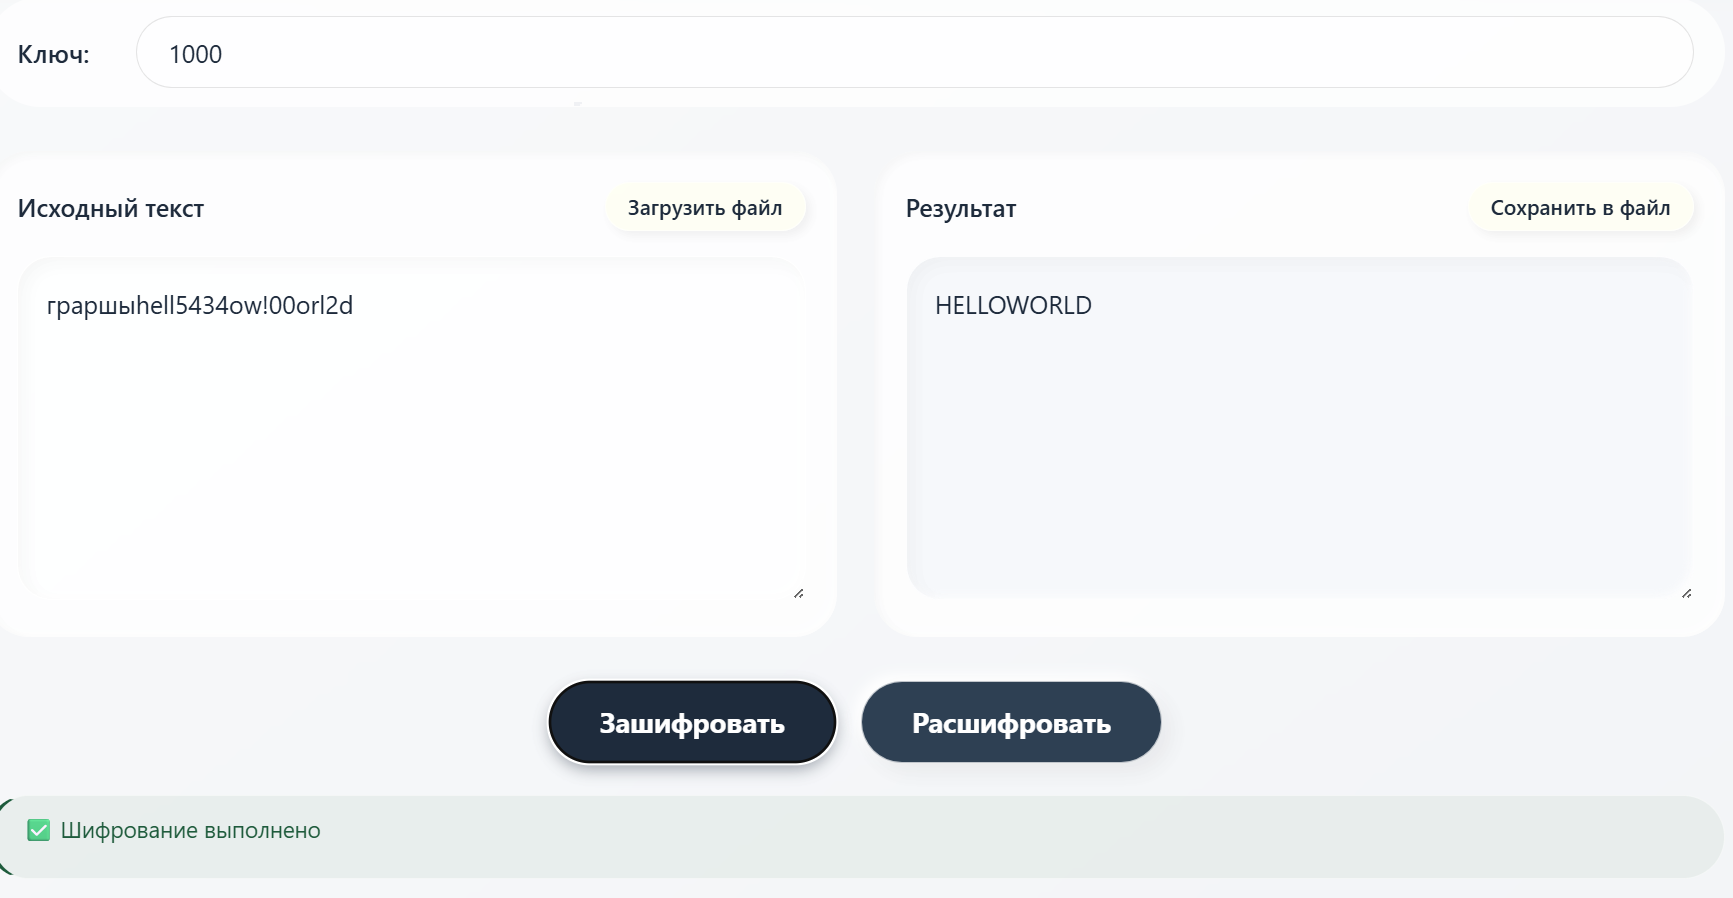 Ключ:
1000
Исходный текст
Загрузить файл
граршыhell5434ow!00orl2d
Результат
Сохранить в файл
HELLOWORLD
Зашифровать
Расшифровать
✅ Шифрование выполнено